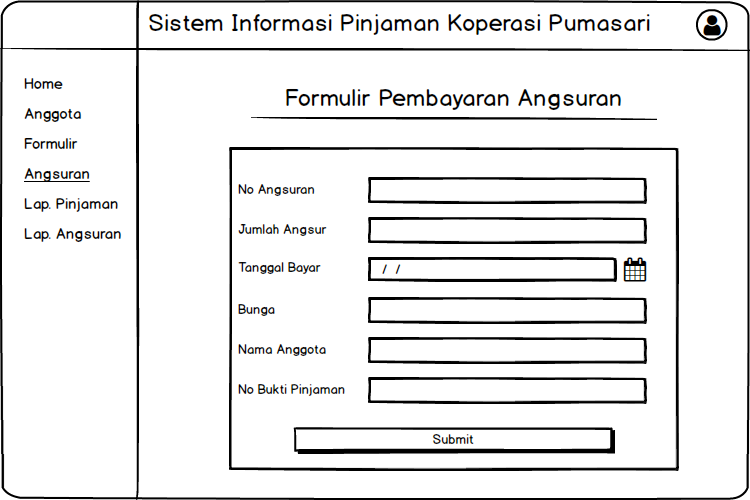 Sistem Informasi Pinjaman Koperasi Pumasari
Home
Anggota
Formulir
Angsuran
Lap. Pinjaman
Lap. Angsuran
Formulir Pembayaran Angsuran
No Angsuran
Jumlah Angsur
Tanggal Bayar / /
Bunga
Nama Anggota
No Bukti Pinjaman
Submit